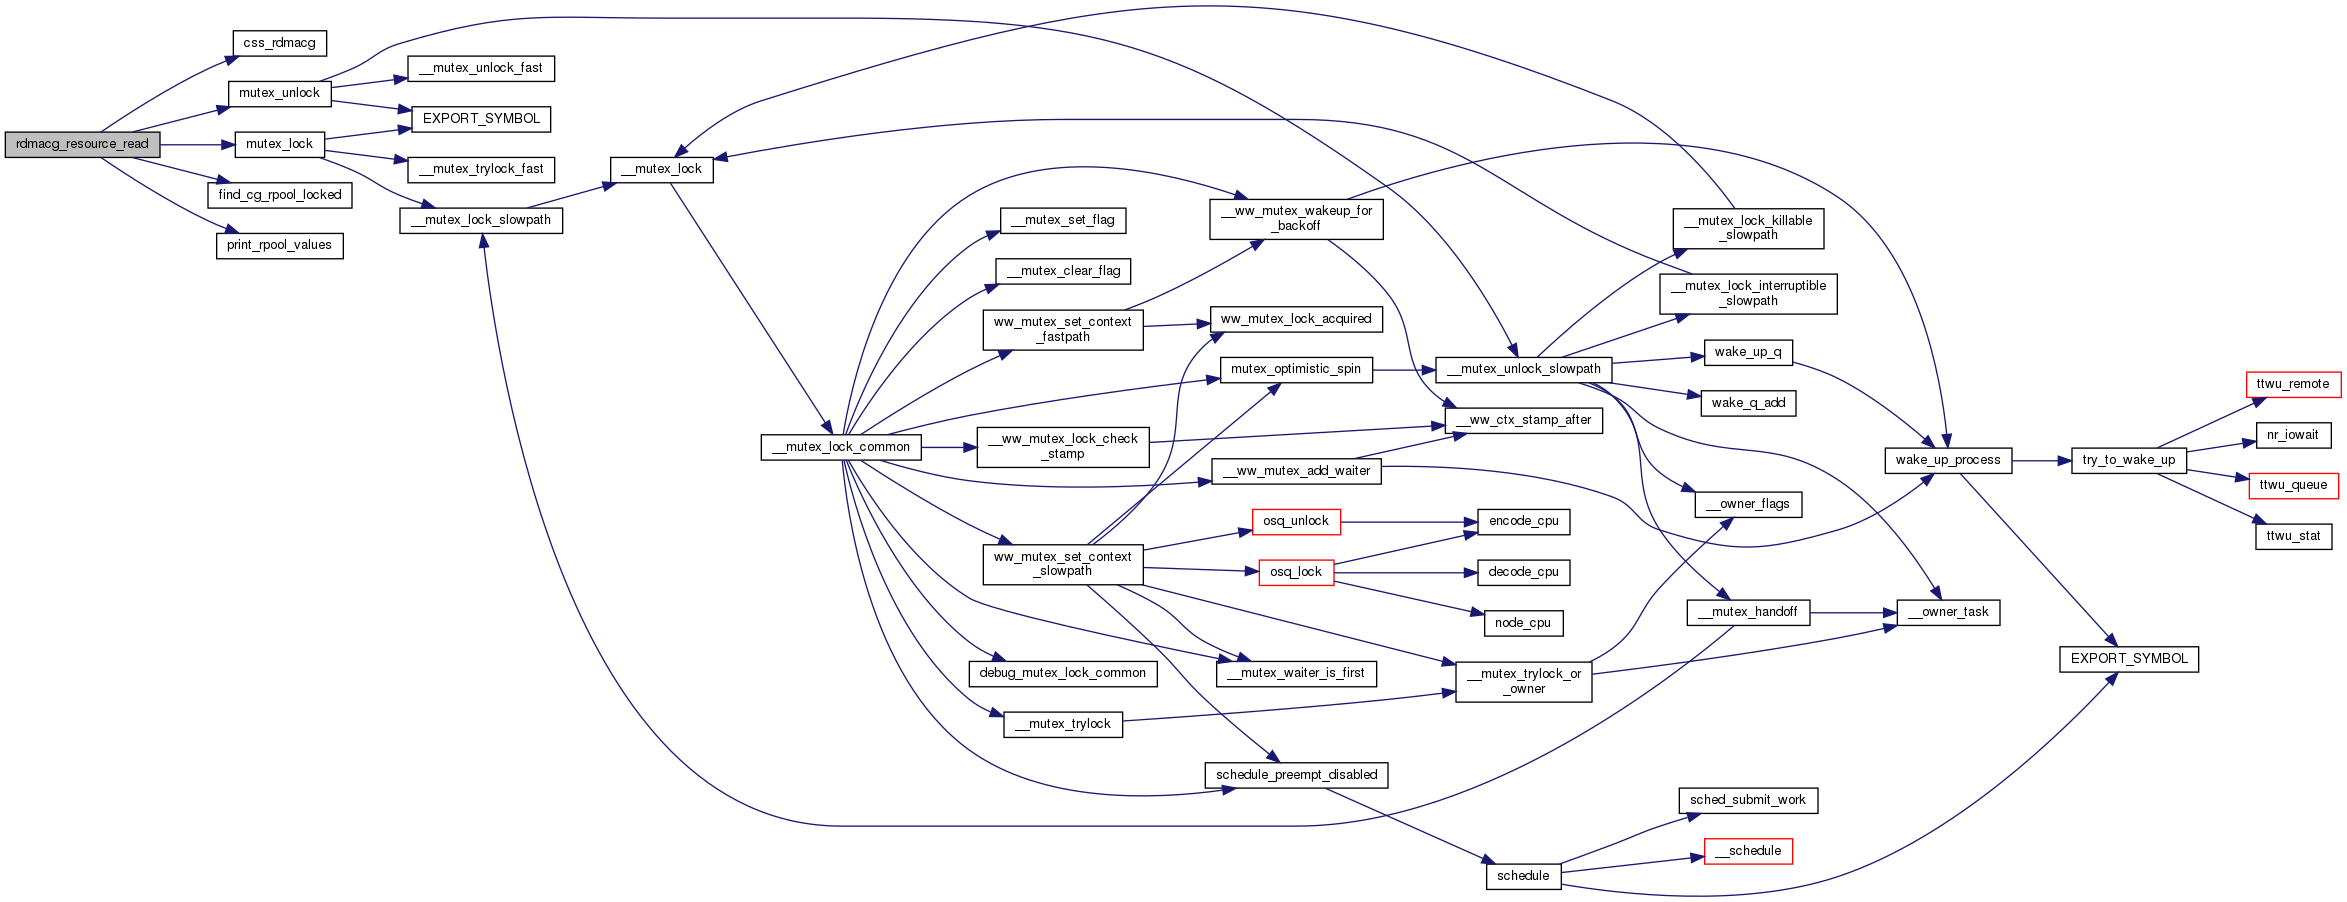 rdmacg_resource_read
css_rdmacg
mutex_unlock
mutex_lock
find_cg_rpool_locked
print_rpool_values
__mutex_unlock_fast
EXPORT_SYMBOL
__mutex_trylock_fast
__mutex_lock_slowpath
__mutex_lock
__mutex_lock_common
__mutex_set_flag
__mutex_clear_flag
ww_mutex_set_context
_fastpath
__ww_mutex_lock_check
_stamp
ww_mutex_set_context
_slowpath
debug_mutex_lock_common
__mutex_trylock
__ww_mutex_wakeup_for
_backoff
ww_mutex_lock_acquired
mutex_optimistic_spin
__ww_mutex_add_waiter
osq_unlock
osq_lock
__mutex_waiter_is_first
schedule_preempt_disabled
__mutex_unlock_slowpath
__ww_ctx_stamp_after
encode_cpu
decode_cpu
node_cpu
__mutex_trylock_or
_owner
schedule
__mutex_lock_killable
_slowpath
__mutex_lock_interruptible
_slowpath
wake_up_q
wake_q_add
__owner_flags
__mutex_handoff
sched_submit_work
__schedule
wake_up_process
__owner_task
try_to_wake_up
EXPORT_SYMBOL
ttwu_remote
nr_iowait
ttwu_queue
ttwu_stat